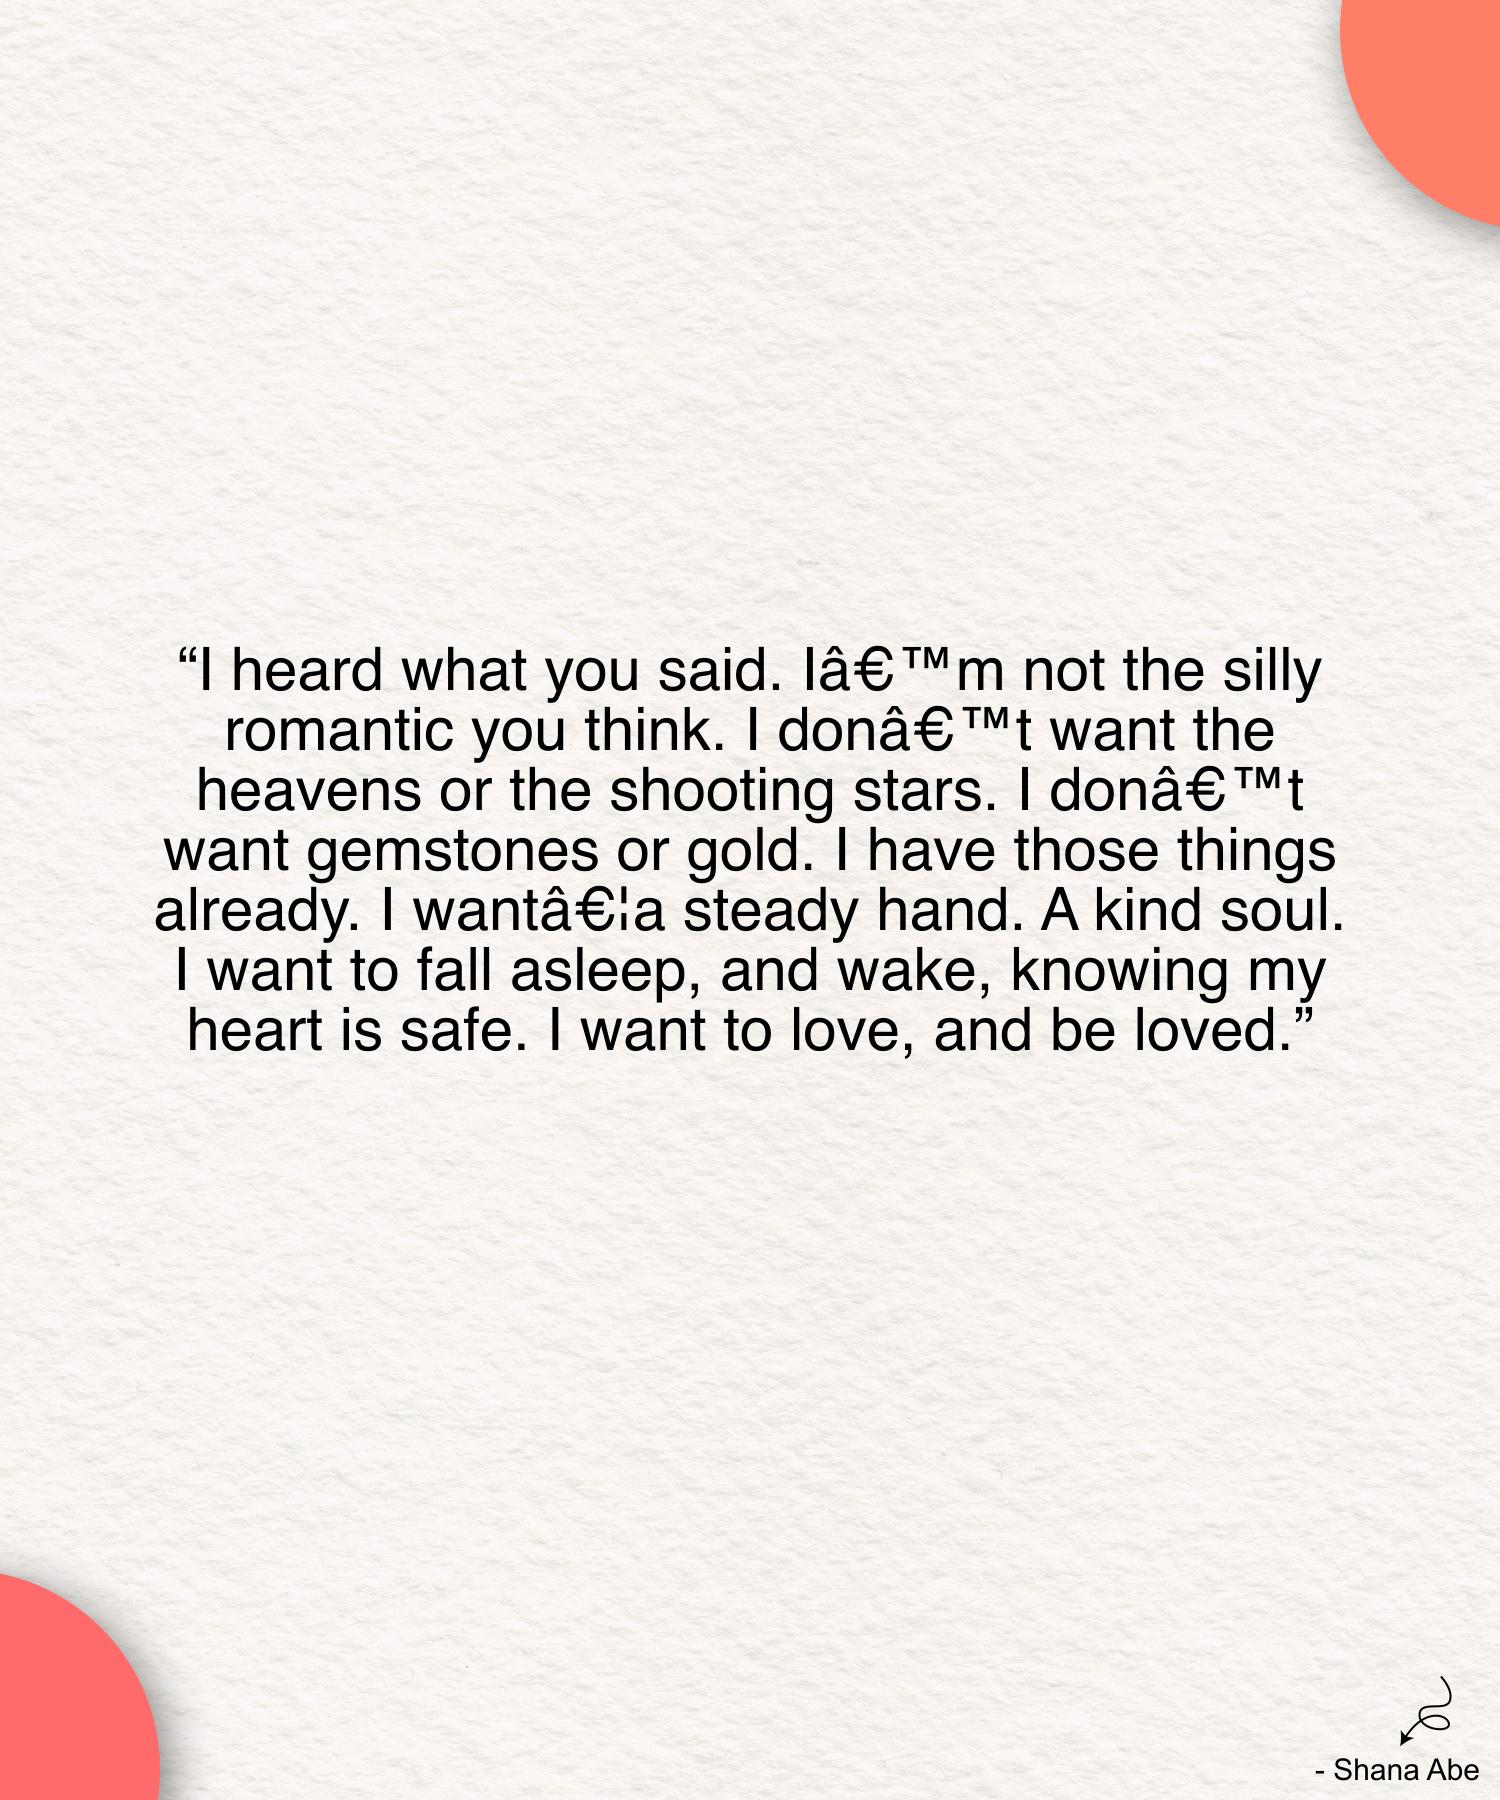 “I heard what you said. Iâ€™m not the silly
romantic you think. I donâ€™t want the
heavens or the shooting stars. I donâ€™t
want gemstones or gold. I have those things
already. I wantâ€¦a steady hand. A kind soul.
I want to fall asleep, and wake, knowing my
heart is safe. I want to love, and be loved.”
- Shana Abe